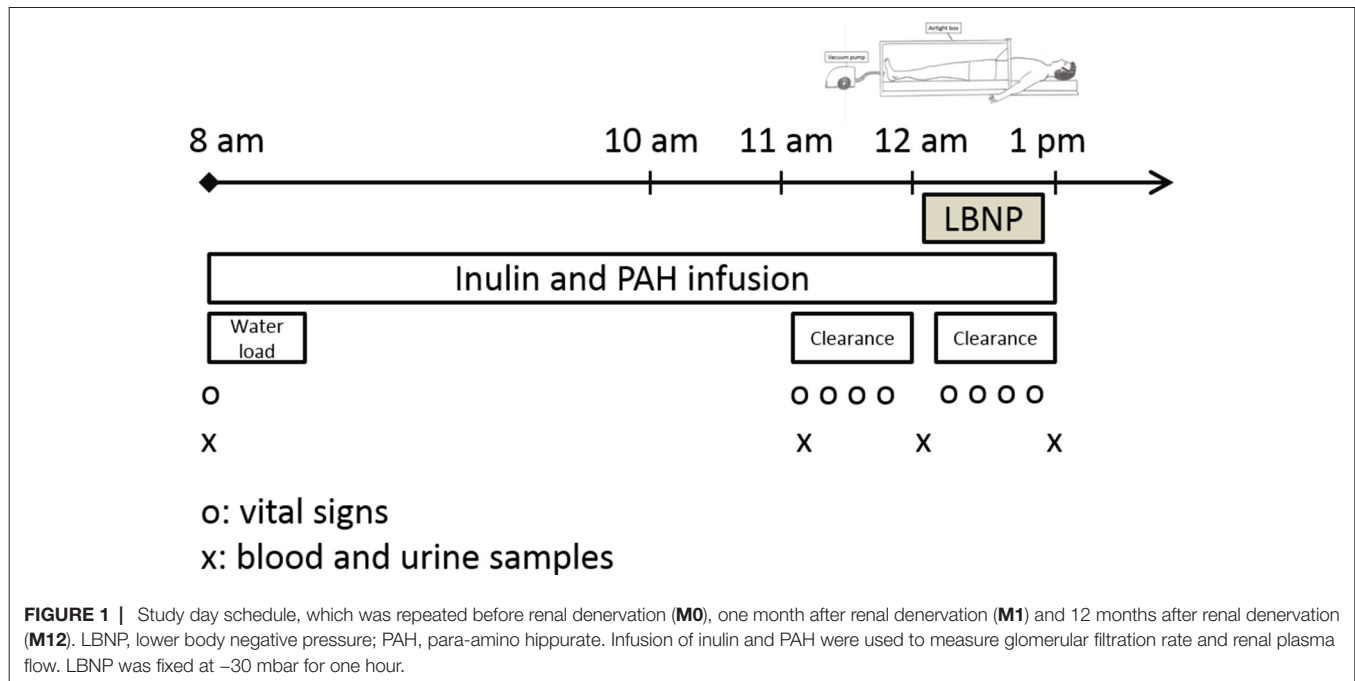 Airtight box
Vacuum pump
8 am 10 am 11 am 12 am 1 pm
LBNP
Inulin and PAH infusion
Water
load
Clearance Clearance
o o o o o o o o o
x x x x
o: vital signs
x: blood and urine samples
FIGURE 1 | Study day schedule, which was repeated before renal denervation (M0), one month after renal denervation (M1) and 12 months after renal denervation
(M12). LBNP, lower body negative pressure; PAH, para-amino hippurate. Infusion of inulin and PAH were used to measure glomerular filtration rate and renal plasma
flow. LBNP was fixed at −30 mbar for one hour.